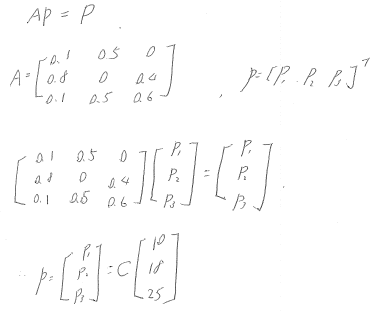 Ap = P
A = [ 0.1 0.5 0
0.8 0 0.4
0.1 0.5 0.6 ] , p = [P₁ P₂ P₃]ᵀ
[ 0.1 0.5 0
0.8 0 0.4
0.1 0.5 0.6 ] [ P₁
P₂
P₃ ] = [ P₁
P₂
P₃ ] .
∴ p = [ P₁
P₂
P₃ ] = C [ 10
18
25 ]